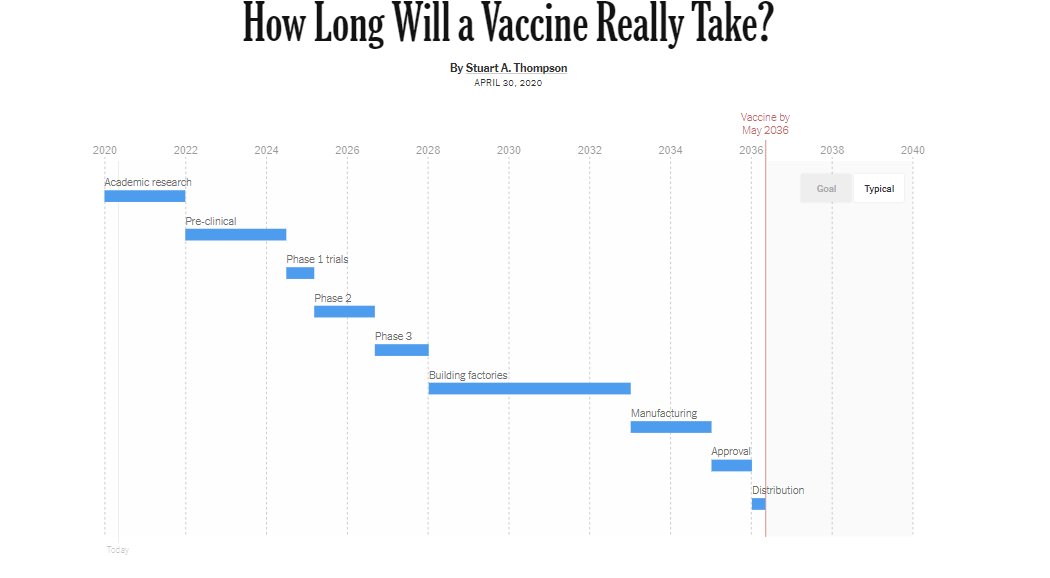 How Long Will a Vaccine Really Take?
By Stuart A. Thompson
APRIL 30, 2020
Vaccine by
May 2036
2020 2022 2024 2026 2028 2030 2032 2034 2036 2038 2040
Goal Typical
Academic research
Pre-clinical
Phase 1 trials
Phase 2
Phase 3
Building factories
Manufacturing
Approval
Distribution
Today